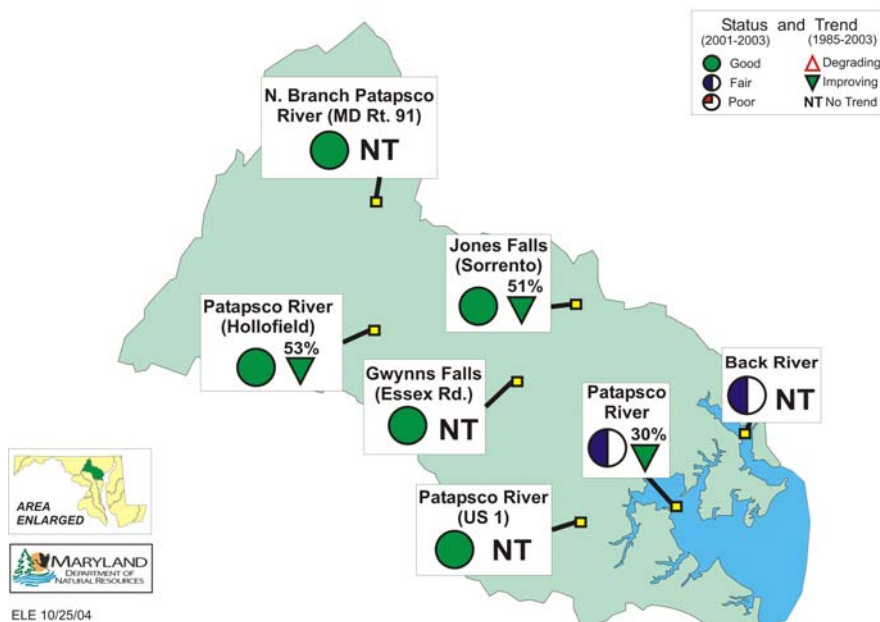 Status and Trend
(2001-2003) (1985-2003)
Good Degrading
Fair Improving
Poor NT No Trend
N. Branch Patapsco
River (MD Rt. 91)
NT
Jones Falls
(Sorrento)
51%
Patapsco River
(Hollofield)
53%
Gwynns Falls
(Essex Rd.)
NT
Back River
NT
Patapsco
River
30%
Patapsco River
(US 1)
NT
AREA
ENLARGED
MARYLAND
DEPARTMENT OF
NATURAL RESOURCES
ELE 10/25/04